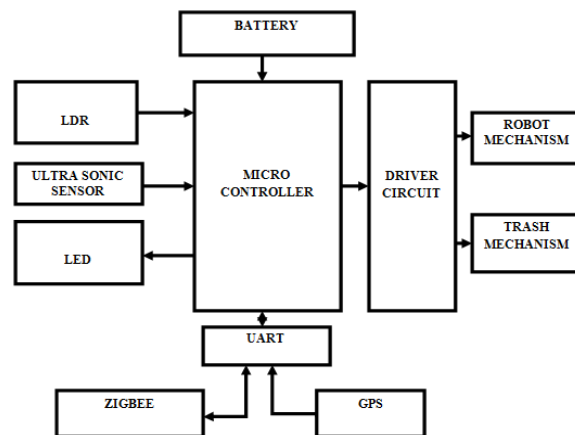 BATTERY
LDR
ULTRA SONIC
SENSOR
LED
MICRO
CONTROLLER
DRIVER
CIRCUIT
ROBOT
MECHANISM
TRASH
MECHANISM
UART
ZIGBEE
GPS